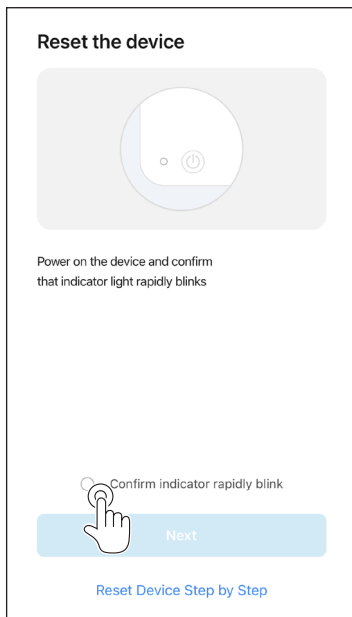 Reset the device
Power on the device and confirm
that indicator light rapidly blinks
Confirm indicator rapidly blink
Next
Reset Device Step by Step